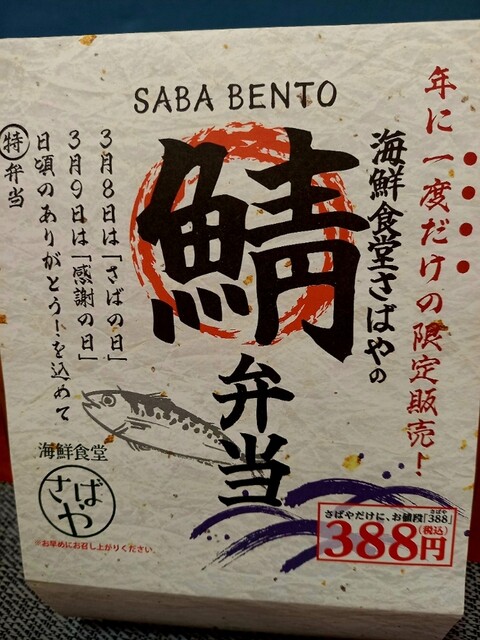 SABA BENTO
年に一度だけの限定販売！
海鮮食堂さばやの
鯖
弁当
3月8日は「さばの日」
3月9日は「感謝の日」
日頃のありがとう！を込めて
特弁当
海鮮食堂
さば
や
※お早めにお召し上がりください。
さばやだけに、お値段「388」
さばや
388円
(税込)